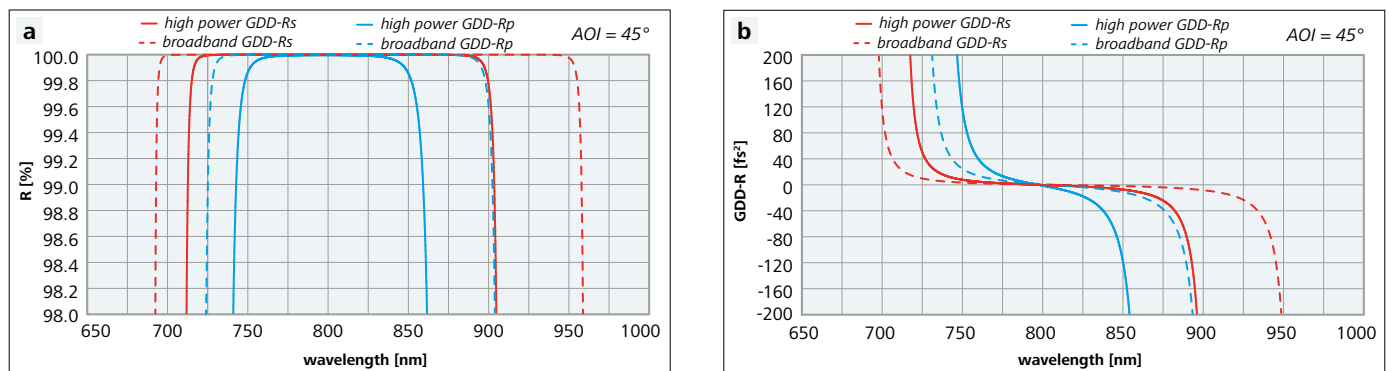 a
high power GDD-Rs
high power GDD-Rp
broadband GDD-Rs
broadband GDD-Rp
AOI = 45°
R [%]
100.0
99.8
99.6
99.4
99.2
99.0
98.8
98.6
98.4
98.2
98.0
650 700 750 800 850 900 950 1000
wavelength [nm]
b
high power GDD-Rs
high power GDD-Rp
broadband GDD-Rs
broadband GDD-Rp
AOI = 45°
GDD-R [fs²]
200
160
120
80
40
0
-40
-80
-120
-160
-200
650 700 750 800 850 900 950 1000
wavelength [nm]